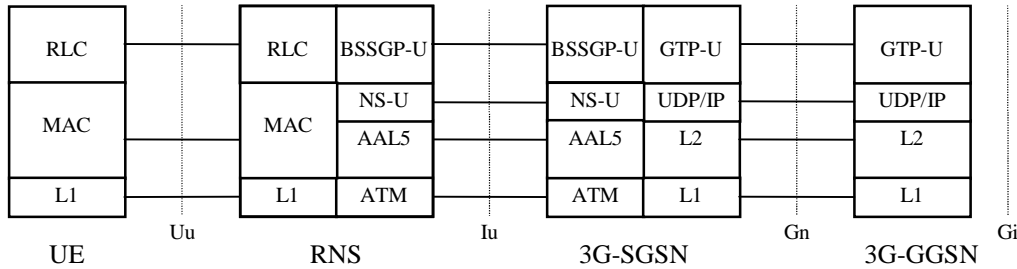 RLC RLC BSSGP-U BSSGP-U GTP-U GTP-U
NS-U NS-U UDP/IP UDP/IP
MAC MAC AAL5 AAL5 L2 L2
L1 L1 ATM ATM L1 L1
Uu Iu Gn Gi
UE RNS 3G-SGSN 3G-GGSN